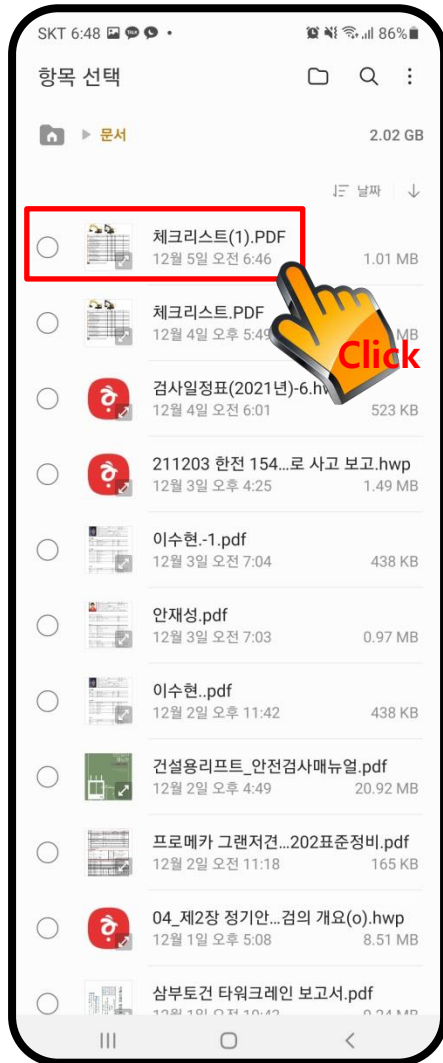 SKT 6:48
86%
항목 선택
문서
2.02 GB
날짜
체크리스트(1).PDF
12월 5일 오전 6:46
1.01 MB
체크리스트.PDF
12월 4일 오후 5:49
MB
Click
검사일정표(2021년)-6.hw
12월 4일 오전 6:01
523 KB
211203 한전 154...로 사고 보고.hwp
12월 3일 오후 4:25
1.49 MB
이수현.-1.pdf
12월 3일 오전 7:04
438 KB
안재성.pdf
12월 3일 오전 7:03
0.97 MB
이수현..pdf
12월 2일 오후 11:42
438 KB
건설용리프트_안전검사매뉴얼.pdf
12월 2일 오후 4:49
20.92 MB
프로메카 그랜저견...202표준정비.pdf
12월 2일 오전 11:18
165 KB
04_제2장 정기안...검의 개요(o).hwp
12월 1일 오후 5:08
8.51 MB
삼부토건 타워크레인 보고서.pdf